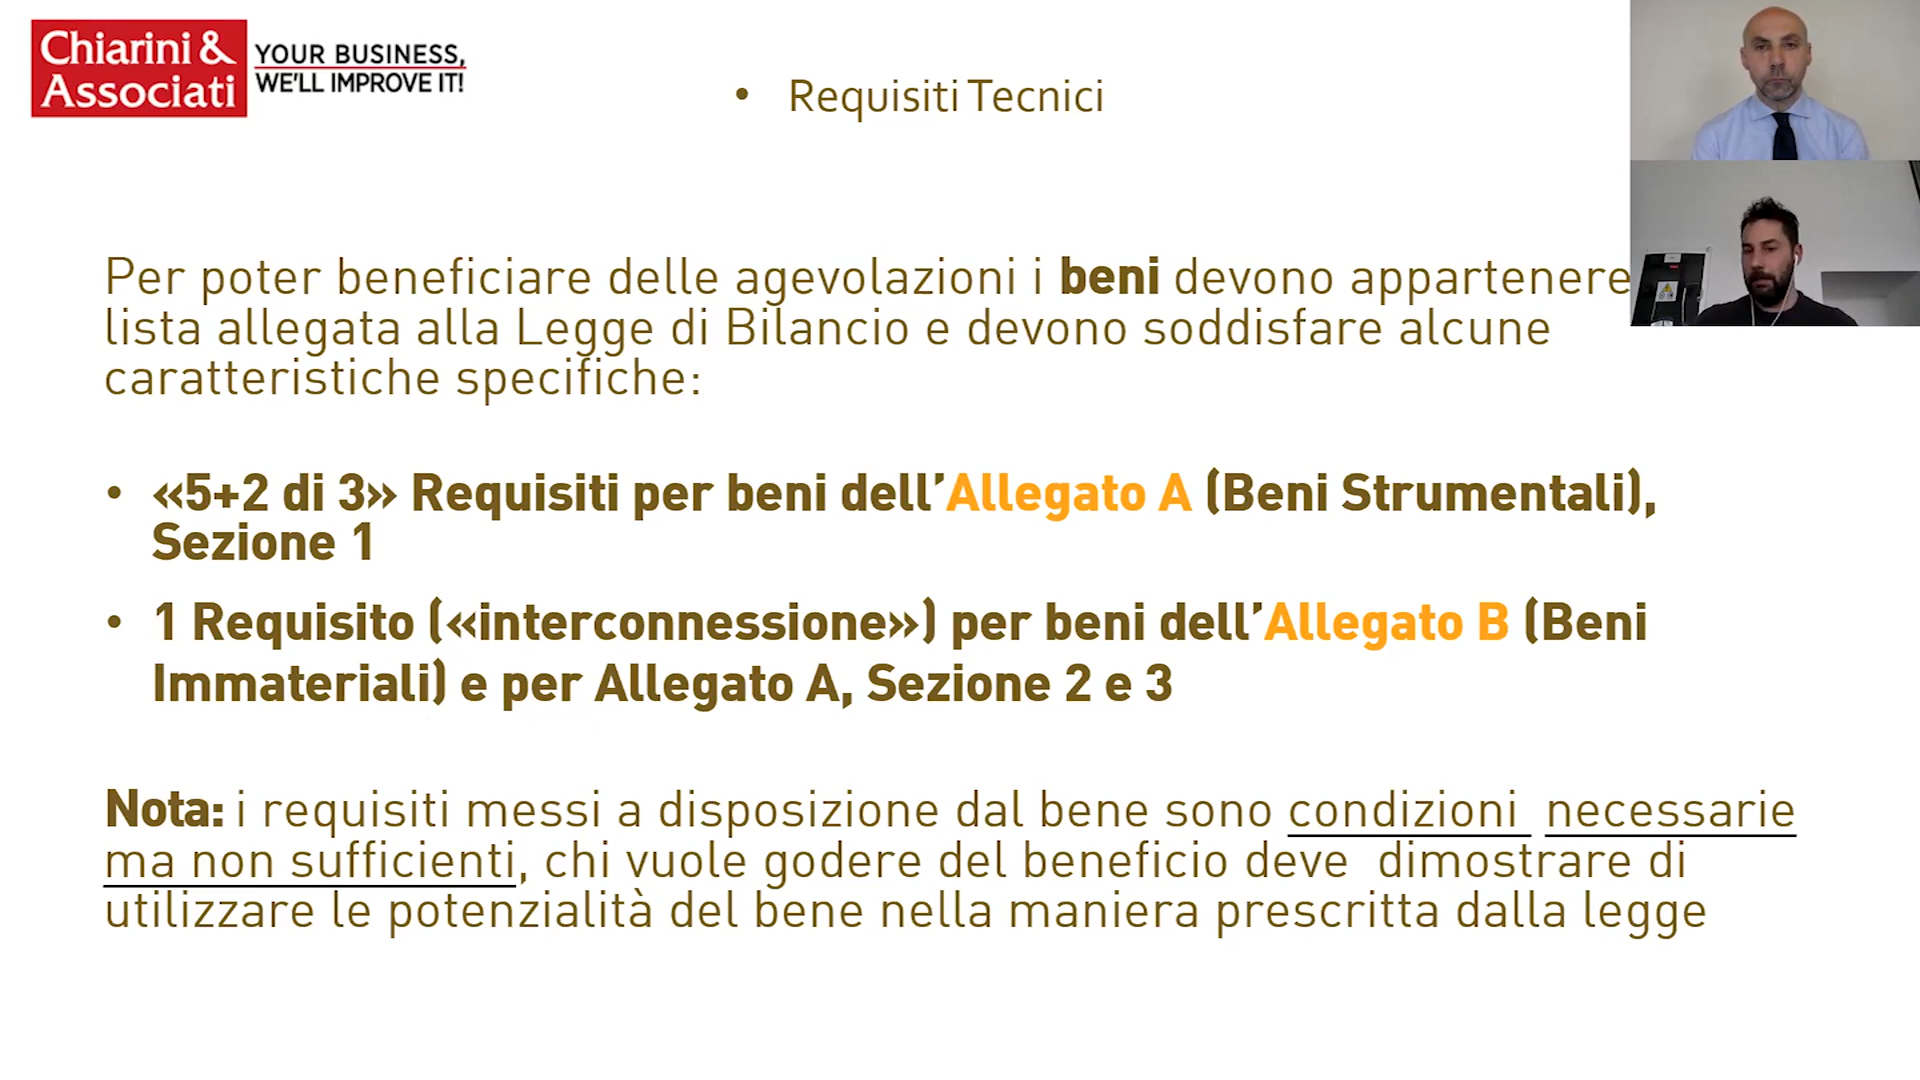 Chiarini &
Associati
YOUR BUSINESS,
WE'LL IMPROVE IT!
• Requisiti Tecnici
Per poter beneficiare delle agevolazioni i beni devono appartenere
lista allegata alla Legge di Bilancio e devono soddisfare alcune
caratteristiche specifiche:
• «5+2 di 3» Requisiti per beni dell'Allegato A (Beni Strumentali),
Sezione 1
• 1 Requisito («interconnessione») per beni dell'Allegato B (Beni
Immateriali) e per Allegato A, Sezione 2 e 3
Nota: i requisiti messi a disposizione dal bene sono condizioni necessarie
ma non sufficienti, chi vuole godere del beneficio deve dimostrare di
utilizzare le potenzialità del bene nella maniera prescritta dalla legge